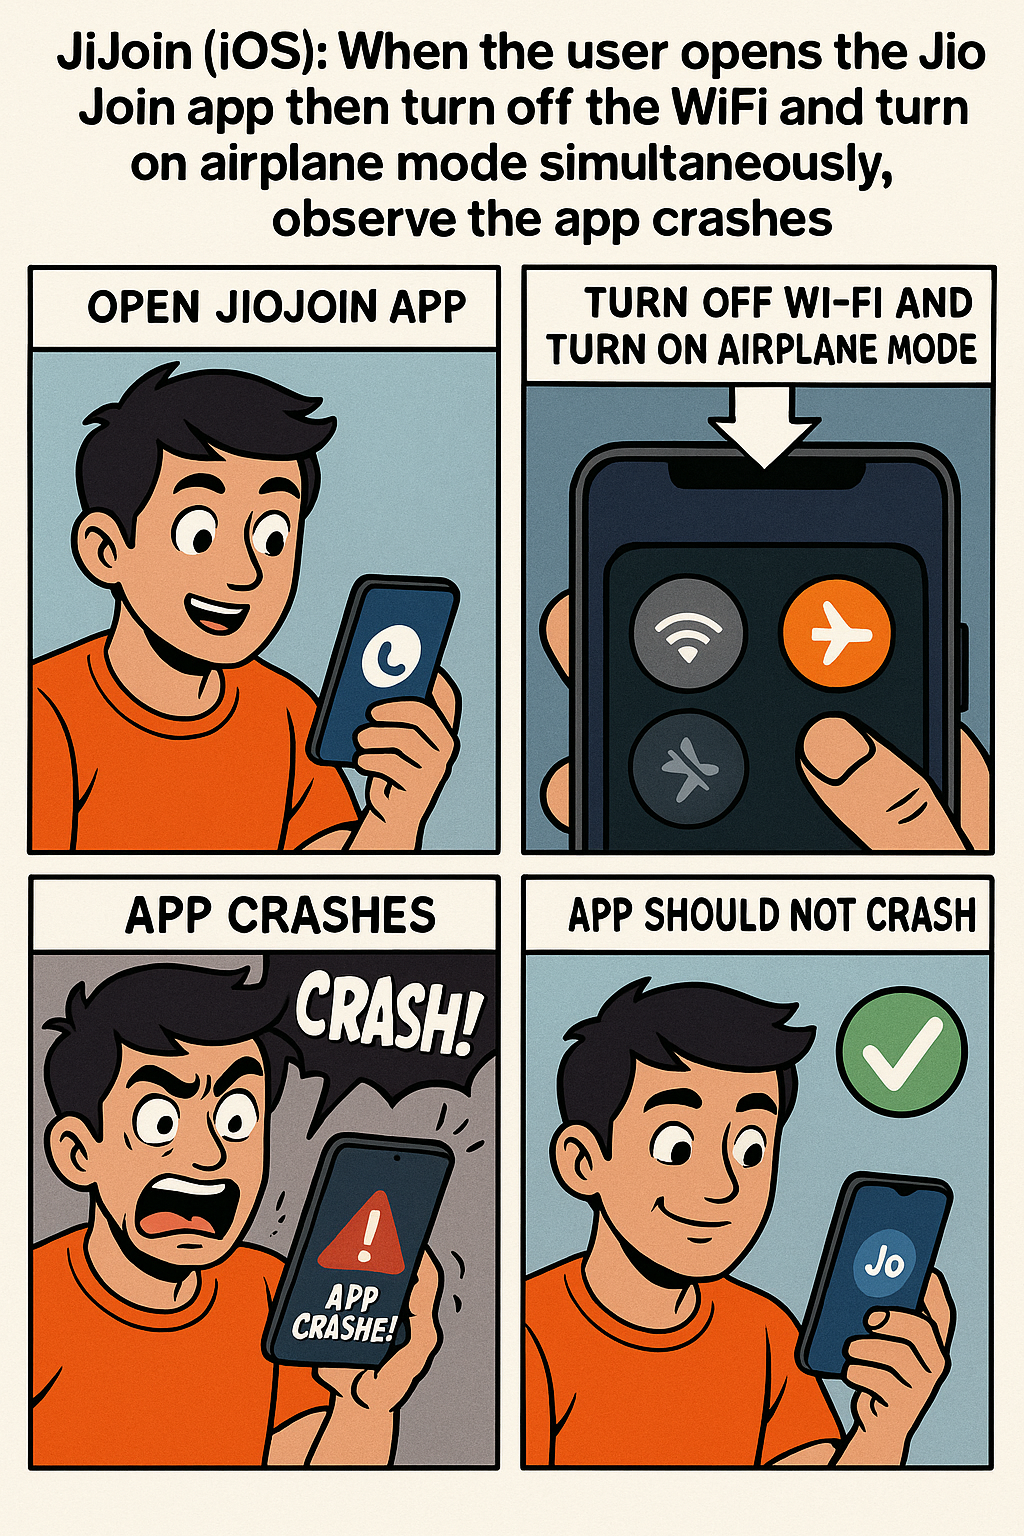 JiJoin (iOS): When the user opens the Jio
Join app then turn off the WiFi and turn
on airplane mode simultaneously,
observe the app crashes
OPEN JIOJOIN APP
TURN OFF WI-FI AND
TURN ON AIRPLANE MODE
APP CRASHES
CRASH!
!
APP
CRASHE!
APP SHOULD NOT CRASH
Jo